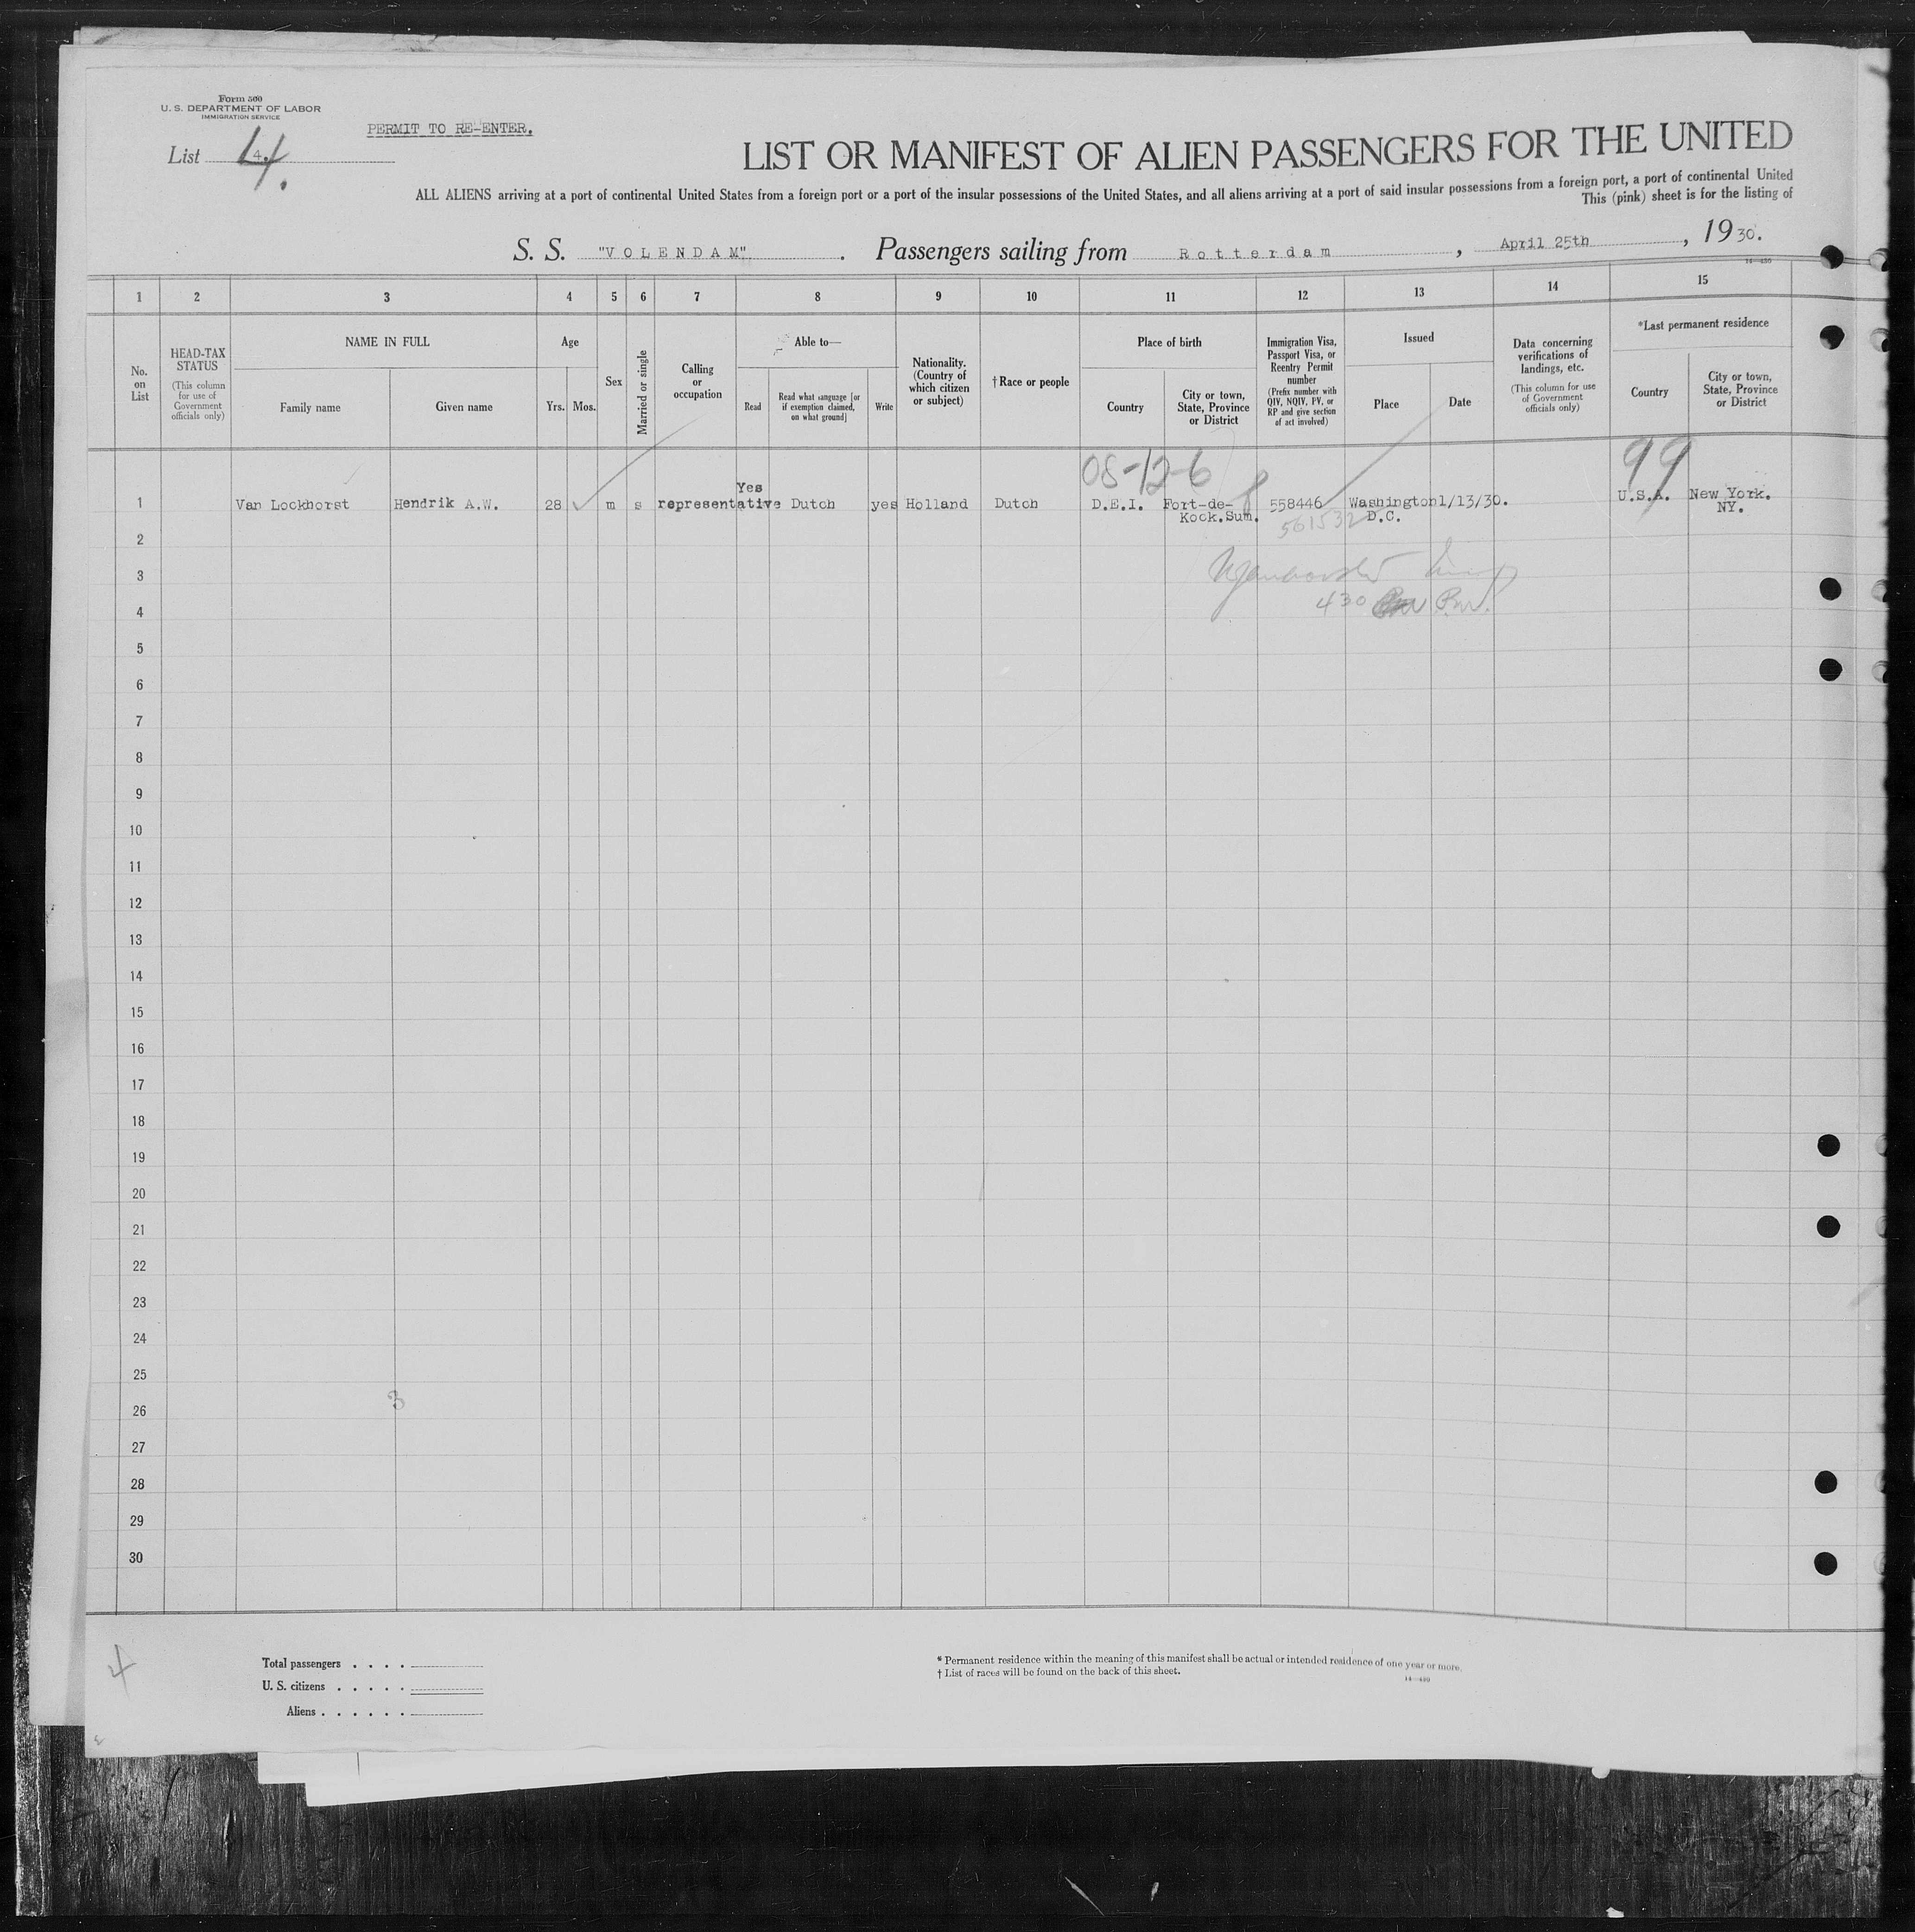 Form 500
U. S. DEPARTMENT OF LABOR
IMMIGRATION SERVICE
PERMIT TO RE-ENTER.
List 4.
4.
LIST OR MANIFEST OF ALIEN PASSENGERS FOR THE UNITED
ALL ALIENS arriving at a port of continental United States from a foreign port or a port of the insular possessions of the United States, and all aliens arriving at a port of said insular possessions from a foreign port, a port of continental United
This (pink) sheet is for the listing of
S. S. "VOLENDAM". Passengers sailing from Rotterdam, April 25th, 1930.
14—430
1 2 3 4 5 6 7 8 9 10 11 12 13 14 15
No. on List
HEAD-TAX STATUS
(This column for use of Government officials only)
NAME IN FULL
Family name
Given name
Age
Yrs. Mos.
Sex
Married or single
Calling or occupation
Able to—
Read
Read what language [or if exemption claimed, on what ground]
Write
Nationality. (Country of which citizen or subject)
†Race or people
Place of birth
Country
City or town, State, Province or District
Immigration Visa, Passport Visa, or Reentry Permit number
(Prefix number with QIV, NQIV, PV, or RP and give section of act involved)
Issued
Place
Date
Data concerning verifications of landings, etc.
(This column for use of Government officials only)
*Last permanent residence
Country
City or town, State, Province or District
08-12-6
99
Yes
1 Van Lockhorst Hendrik A.W. 28 m s representative Dutch yes Holland Dutch D.E.I. Fort-de- 558446 Washington 1/13/30. U.S.A. New York.
Kock.Sum. 561532 D.C. NY.
2
3
4 430 P.W.
5
6
7
8
9
10
11
12
13
14
15
16
17
18
19
20
21
22
23
24
25
3
26
27
28
29
30
4
Total passengers . . . .
U. S. citizens . . . . .
Aliens . . . . . .
* Permanent residence within the meaning of this manifest shall be actual or intended residence of one year or more.
† List of races will be found on the back of this sheet.
14—430